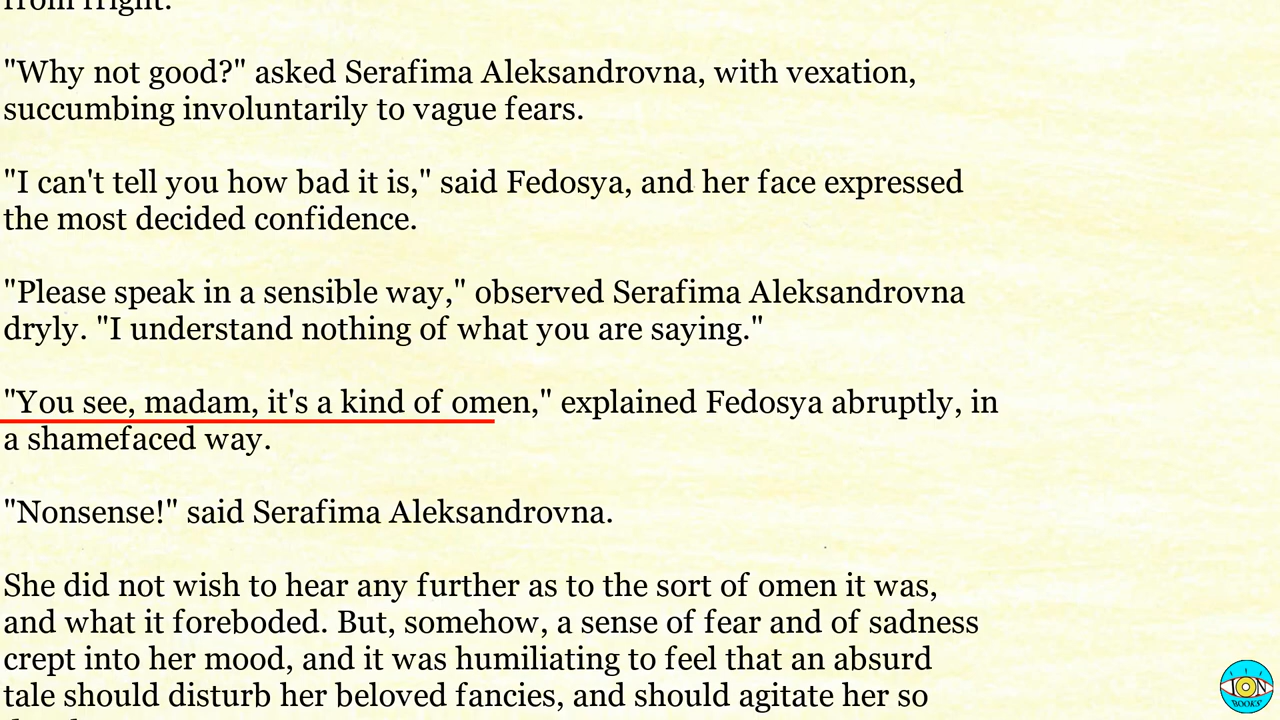 from fright.
"Why not good?" asked Serafima Aleksandrovna, with vexation,
succumbing involuntarily to vague fears.
"I can't tell you how bad it is," said Fedosya, and her face expressed
the most decided confidence.
"Please speak in a sensible way," observed Serafima Aleksandrovna
dryly. "I understand nothing of what you are saying."
"You see, madam, it's a kind of omen," explained Fedosya abruptly, in
a shamefaced way.
"Nonsense!" said Serafima Aleksandrovna.
She did not wish to hear any further as to the sort of omen it was,
and what it foreboded. But, somehow, a sense of fear and of sadness
crept into her mood, and it was humiliating to feel that an absurd
tale should disturb her beloved fancies, and should agitate her so
ION
BOOKS